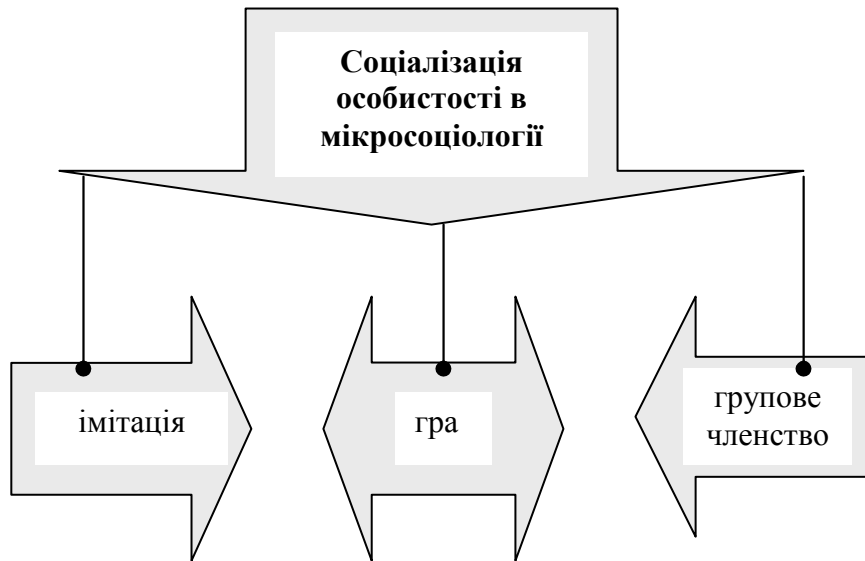 Соціалізація
особистості в
мікросоціології
імітація
гра
групове
членство